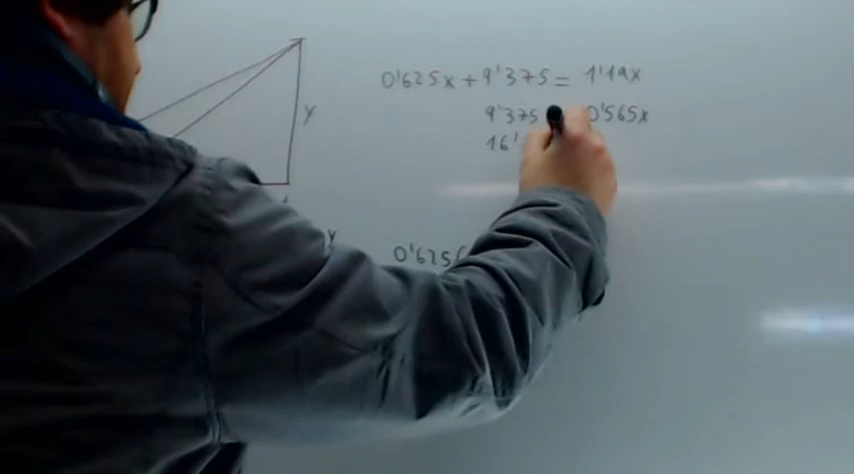 0'625x + 9'375 = 1'19x
y
9'375 0'565x
16'
y
0'625(